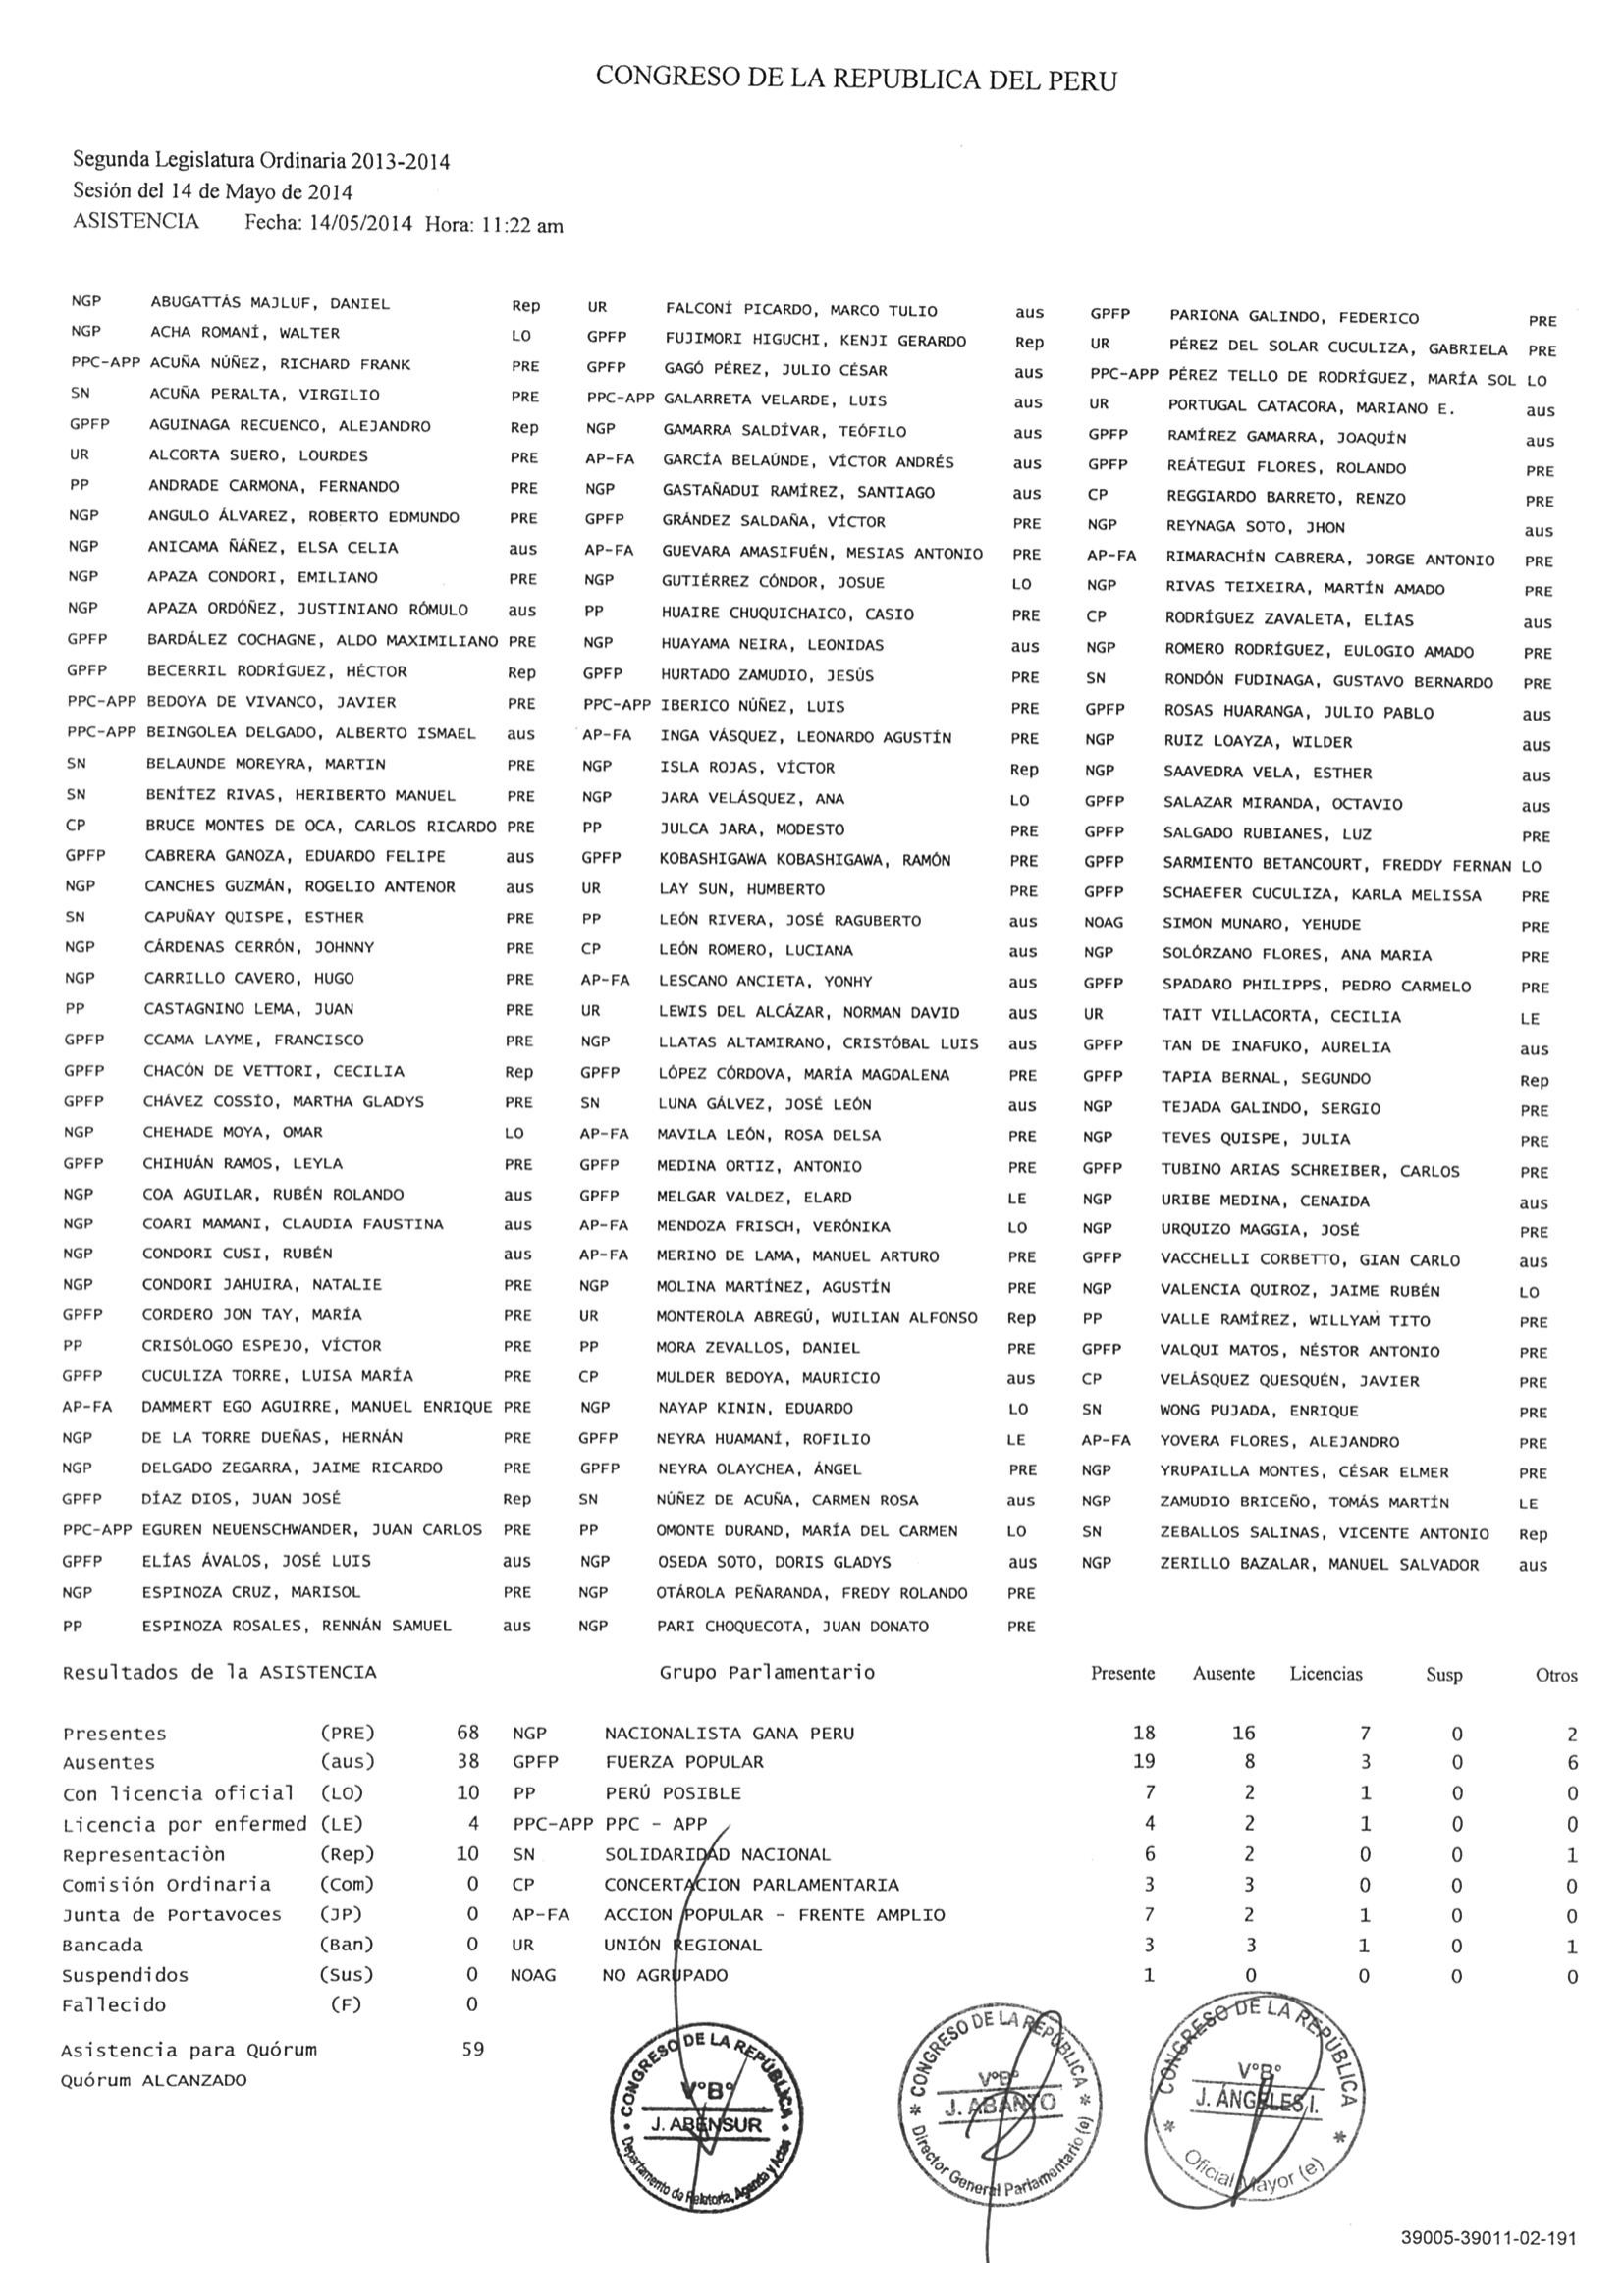 CONGRESO DE LA REPUBLICA DEL PERU
Segunda Legislatura Ordinaria 2013-2014
Sesión del 14 de Mayo de 2014
ASISTENCIA Fecha: 14/05/2014 Hora: 11:22 am
NGP ABUGATTÁS MAJLUF, DANIEL Rep UR FALCONÍ PICARDO, MARCO TULIO aus GPFP PARIONA GALINDO, FEDERICO PRE
NGP ACHA ROMANÍ, WALTER LO GPFP FUJIMORI HIGUCHI, KENJI GERARDO Rep UR PÉREZ DEL SOLAR CUCULIZA, GABRIELA PRE
PPC-APP ACUÑA NÚÑEZ, RICHARD FRANK PRE GPFP GAGÓ PÉREZ, JULIO CÉSAR aus PPC-APP PÉREZ TELLO DE RODRÍGUEZ, MARÍA SOL LO
SN ACUÑA PERALTA, VIRGILIO PRE PPC-APP GALARRETA VELARDE, LUIS aus UR PORTUGAL CATACORA, MARIANO E. aus
GPFP AGUINAGA RECUENCO, ALEJANDRO Rep NGP GAMARRA SALDÍVAR, TEÓFILO aus GPFP RAMÍREZ GAMARRA, JOAQUÍN aus
UR ALCORTA SUERO, LOURDES PRE AP-FA GARCÍA BELAÚNDE, VÍCTOR ANDRÉS aus GPFP REÁTEGUI FLORES, ROLANDO PRE
PP ANDRADE CARMONA, FERNANDO PRE NGP GASTAÑADUI RAMÍREZ, SANTIAGO aus CP REGGIARDO BARRETO, RENZO PRE
NGP ANGULO ÁLVAREZ, ROBERTO EDMUNDO PRE GPFP GRÁNDEZ SALDAÑA, VÍCTOR PRE NGP REYNAGA SOTO, JHON aus
NGP ANICAMA ÑÁÑEZ, ELSA CELIA aus AP-FA GUEVARA AMASIFUÉN, MESIAS ANTONIO PRE AP-FA RIMARACHÍN CABRERA, JORGE ANTONIO PRE
NGP APAZA CONDORI, EMILIANO PRE NGP GUTIÉRREZ CÓNDOR, JOSUE LO NGP RIVAS TEIXEIRA, MARTÍN AMADO PRE
NGP APAZA ORDÓÑEZ, JUSTINIANO RÓMULO aus PP HUAIRE CHUQUICHAICO, CASIO PRE CP RODRÍGUEZ ZAVALETA, ELÍAS aus
GPFP BARDÁLEZ COCHAGNE, ALDO MAXIMILIANO PRE NGP HUAYAMA NEIRA, LEONIDAS aus NGP ROMERO RODRÍGUEZ, EULOGIO AMADO PRE
GPFP BECERRIL RODRÍGUEZ, HÉCTOR Rep GPFP HURTADO ZAMUDIO, JESÚS PRE SN RONDÓN FUDINAGA, GUSTAVO BERNARDO PRE
PPC-APP BEDOYA DE VIVANCO, JAVIER PRE PPC-APP IBERICO NÚÑEZ, LUIS PRE GPFP ROSAS HUARANGA, JULIO PABLO aus
PPC-APP BEINGOLEA DELGADO, ALBERTO ISMAEL aus AP-FA INGA VÁSQUEZ, LEONARDO AGUSTÍN PRE NGP RUIZ LOAYZA, WILDER aus
SN BELAUNDE MOREYRA, MARTIN PRE NGP ISLA ROJAS, VÍCTOR Rep NGP SAAVEDRA VELA, ESTHER aus
SN BENÍTEZ RIVAS, HERIBERTO MANUEL PRE NGP JARA VELÁSQUEZ, ANA LO GPFP SALAZAR MIRANDA, OCTAVIO aus
CP BRUCE MONTES DE OCA, CARLOS RICARDO PRE PP JULCA JARA, MODESTO PRE GPFP SALGADO RUBIANES, LUZ PRE
GPFP CABRERA GANOZA, EDUARDO FELIPE aus GPFP KOBASHIGAWA KOBASHIGAWA, RAMÓN PRE GPFP SARMIENTO BETANCOURT, FREDDY FERNAN LO
NGP CANCHES GUZMÁN, ROGELIO ANTENOR aus UR LAY SUN, HUMBERTO PRE GPFP SCHAEFER CUCULIZA, KARLA MELISSA PRE
SN CAPUÑAY QUISPE, ESTHER PRE PP LEÓN RIVERA, JOSÉ RAGUBERTO aus NOAG SIMON MUNARO, YEHUDE PRE
NGP CÁRDENAS CERRÓN, JOHNNY PRE CP LEÓN ROMERO, LUCIANA aus NGP SOLÓRZANO FLORES, ANA MARIA PRE
NGP CARRILLO CAVERO, HUGO PRE AP-FA LESCANO ANCIETA, YONHY aus GPFP SPADARO PHILIPPS, PEDRO CARMELO PRE
PP CASTAGNINO LEMA, JUAN PRE UR LEWIS DEL ALCÁZAR, NORMAN DAVID aus UR TAIT VILLACORTA, CECILIA LE
GPFP CCAMA LAYME, FRANCISCO PRE NGP LLATAS ALTAMIRANO, CRISTÓBAL LUIS aus GPFP TAN DE INAFUKO, AURELIA aus
GPFP CHACÓN DE VETTORI, CECILIA Rep GPFP LÓPEZ CÓRDOVA, MARÍA MAGDALENA PRE GPFP TAPIA BERNAL, SEGUNDO Rep
GPFP CHÁVEZ COSSÍO, MARTHA GLADYS PRE SN LUNA GÁLVEZ, JOSÉ LEÓN aus NGP TEJADA GALINDO, SERGIO PRE
NGP CHEHADE MOYA, OMAR LO AP-FA MAVILA LEÓN, ROSA DELSA PRE NGP TEVES QUISPE, JULIA PRE
GPFP CHIHUÁN RAMOS, LEYLA PRE GPFP MEDINA ORTIZ, ANTONIO PRE GPFP TUBINO ARIAS SCHREIBER, CARLOS PRE
NGP COA AGUILAR, RUBÉN ROLANDO aus GPFP MELGAR VALDEZ, ELARD LE NGP URIBE MEDINA, CENAIDA aus
NGP COARI MAMANI, CLAUDIA FAUSTINA aus AP-FA MENDOZA FRISCH, VERÓNIKA LO NGP URQUIZO MAGGIA, JOSÉ PRE
NGP CONDORI CUSI, RUBÉN aus AP-FA MERINO DE LAMA, MANUEL ARTURO PRE GPFP VACCHELLI CORBETTO, GIAN CARLO aus
NGP CONDORI JAHUIRA, NATALIE PRE NGP MOLINA MARTÍNEZ, AGUSTÍN PRE NGP VALENCIA QUIROZ, JAIME RUBÉN LO
GPFP CORDERO JON TAY, MARÍA PRE UR MONTEROLA ABREGÚ, WUILIAN ALFONSO Rep PP VALLE RAMÍREZ, WILLYAM TITO PRE
PP CRISÓLOGO ESPEJO, VÍCTOR PRE PP MORA ZEVALLOS, DANIEL PRE GPFP VALQUI MATOS, NÉSTOR ANTONIO PRE
GPFP CUCULIZA TORRE, LUISA MARÍA PRE CP MULDER BEDOYA, MAURICIO aus CP VELÁSQUEZ QUESQUÉN, JAVIER PRE
AP-FA DAMMERT EGO AGUIRRE, MANUEL ENRIQUE PRE NGP NAYAP KININ, EDUARDO LO SN WONG PUJADA, ENRIQUE PRE
NGP DE LA TORRE DUEÑAS, HERNÁN PRE GPFP NEYRA HUAMANÍ, ROFILIO LE AP-FA YOVERA FLORES, ALEJANDRO PRE
NGP DELGADO ZEGARRA, JAIME RICARDO PRE GPFP NEYRA OLAYCHEA, ÁNGEL PRE NGP YRUPAILLA MONTES, CÉSAR ELMER PRE
GPFP DÍAZ DIOS, JUAN JOSÉ Rep SN NÚÑEZ DE ACUÑA, CARMEN ROSA aus NGP ZAMUDIO BRICEÑO, TOMÁS MARTÍN LE
PPC-APP EGUREN NEUENSCHWANDER, JUAN CARLOS PRE PP OMONTE DURAND, MARÍA DEL CARMEN LO SN ZEBALLOS SALINAS, VICENTE ANTONIO Rep
GPFP ELÍAS ÁVALOS, JOSÉ LUIS aus NGP OSEDA SOTO, DORIS GLADYS aus NGP ZERILLO BAZALAR, MANUEL SALVADOR aus
NGP ESPINOZA CRUZ, MARISOL PRE NGP OTÁROLA PEÑARANDA, FREDY ROLANDO PRE
PP ESPINOZA ROSALES, RENNÁN SAMUEL aus NGP PARI CHOQUECOTA, JUAN DONATO PRE
Resultados de la ASISTENCIA Grupo Parlamentario Presente Ausente Licencias Susp Otros
Presentes (PRE) 68 NGP NACIONALISTA GANA PERU 18 16 7 0 2
Ausentes (aus) 38 GPFP FUERZA POPULAR 19 8 3 0 6
Con licencia oficial (LO) 10 PP PERÚ POSIBLE 7 2 1 0 0
Licencia por enfermed (LE) 4 PPC-APP PPC - APP 4 2 1 0 0
Representaciòn (Rep) 10 SN SOLIDARIDAD NACIONAL 6 2 0 0 1
Comisión Ordinaria (Com) 0 CP CONCERTACION PARLAMENTARIA 3 3 0 0 0
Junta de Portavoces (JP) 0 AP-FA ACCION POPULAR - FRENTE AMPLIO 7 2 1 0 0
Bancada (Ban) 0 UR UNIÓN REGIONAL 3 3 1 0 1
Suspendidos (Sus) 0 NOAG NO AGRUPADO 1 0 0 0 0
Fallecido (F) 0
Asistencia para Quórum 59
Quórum ALCANZADO
CONGRESO DE LA REPÚBLICA
V°B°
J. ABENSUR
Departamento de Relatoría, Agenda y Actas
CONGRESO DE LA REPÚBLICA
V°B°
J. ABANTO
Director General Parlamentario (e)
CONGRESO DE LA REPÚBLICA
V°B°
J. ÁNGELES I.
Oficial Mayor (e)
39005-39011-02-191